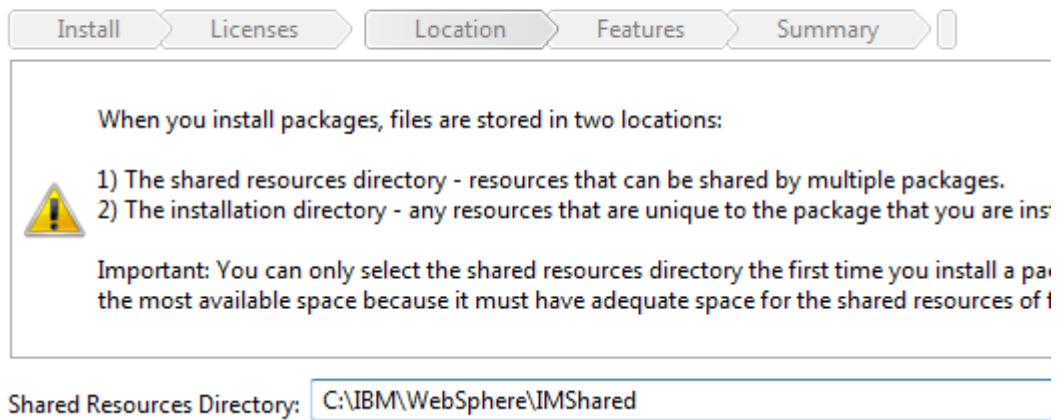 Install Licenses Location Features Summary
When you install packages, files are stored in two locations:
1) The shared resources directory - resources that can be shared by multiple packages.
2) The installation directory - any resources that are unique to the package that you are
Important: You can only select the shared resources directory the first time you install a
the most available space because it must have adequate space for the shared resources of
Shared Resources Directory: C:\IBM\WebSphere\IMShared